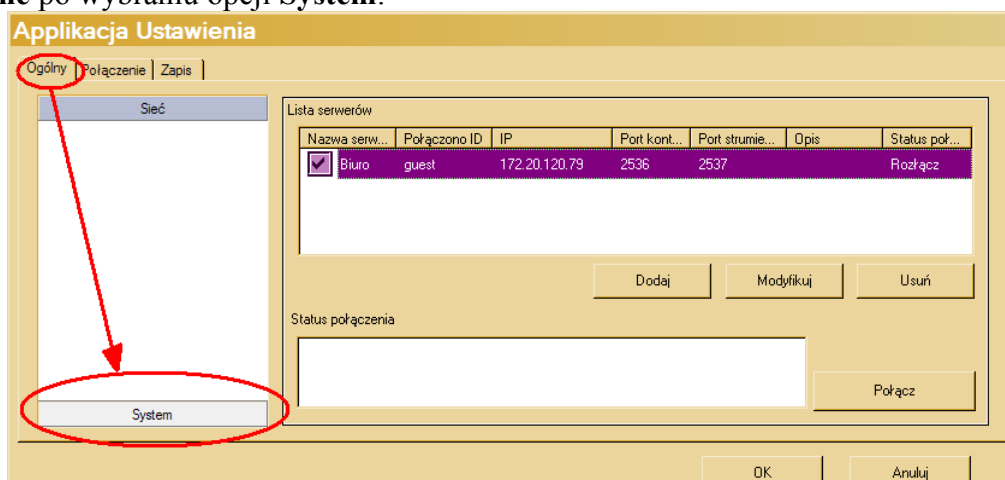 ne po wybraniu opcji System:
Applikacja Ustawienia
Ogólny Połączenie Zapis
Sieć
Lista serwerów
Nazwa serw... Połączono ID IP Port kont... Port strumie... Opis Status poł...
Biuro guest 172.20.120.79 2536 2537 Rozłącz
Dodaj Modyfikuj Usuń
Status połączenia
Połącz
System
OK Anuluj